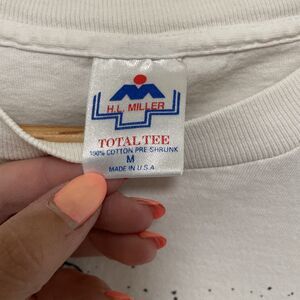 H.L. MILLER
TOTAL TEE
100% COTTON PRE SHRUNK
M
MADE IN U.S.A